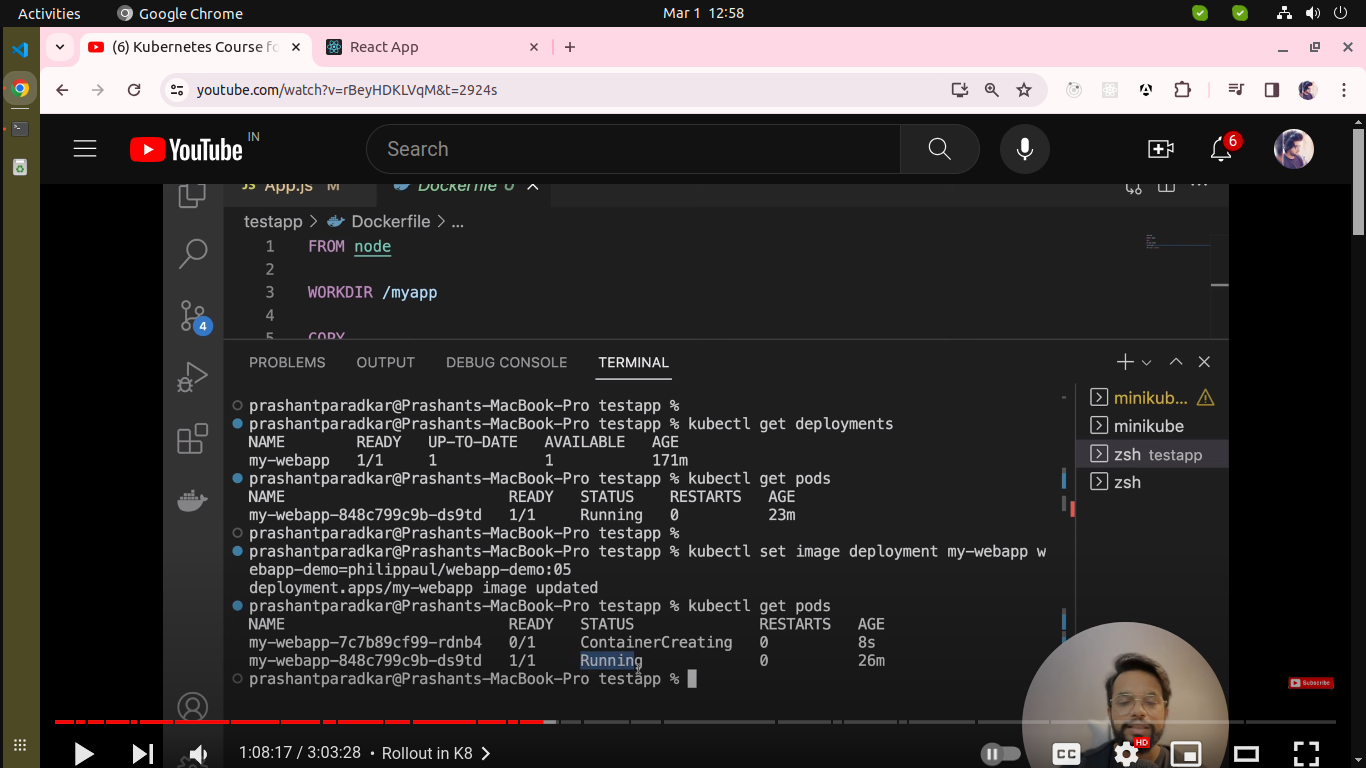 Activities
Google Chrome
Mar 1 12:58
(6) Kubernetes Course fo
React App
youtube.com/watch?v=rBeyHDKLVqM&t=2924s
YouTube IN
Search
6
JS App.js M
Dockerfile U
testapp > Dockerfile > ...
1 FROM node
2
3 WORKDIR /myapp
4
5 COPY
4
PROBLEMS OUTPUT DEBUG CONSOLE TERMINAL
prashantparadkar@Prashants-MacBook-Pro testapp %
prashantparadkar@Prashants-MacBook-Pro testapp % kubectl get deployments
NAME READY UP-TO-DATE AVAILABLE AGE
my-webapp 1/1 1 1 171m
prashantparadkar@Prashants-MacBook-Pro testapp % kubectl get pods
NAME READY STATUS RESTARTS AGE
my-webapp-848c799c9b-ds9td 1/1 Running 0 23m
prashantparadkar@Prashants-MacBook-Pro testapp %
prashantparadkar@Prashants-MacBook-Pro testapp % kubectl set image deployment my-webapp w
ebapp-demo=philippaul/webapp-demo:05
deployment.apps/my-webapp image updated
prashantparadkar@Prashants-MacBook-Pro testapp % kubectl get pods
NAME READY STATUS RESTARTS AGE
my-webapp-7c7b89cf99-rdnb4 0/1 ContainerCreating 0 8s
my-webapp-848c799c9b-ds9td 1/1 Running 0 26m
prashantparadkar@Prashants-MacBook-Pro testapp %
minikub...
minikube
zsh testapp
zsh
Subscribe
1:08:17 / 3:03:28 • Rollout in K8 >
CC
HD